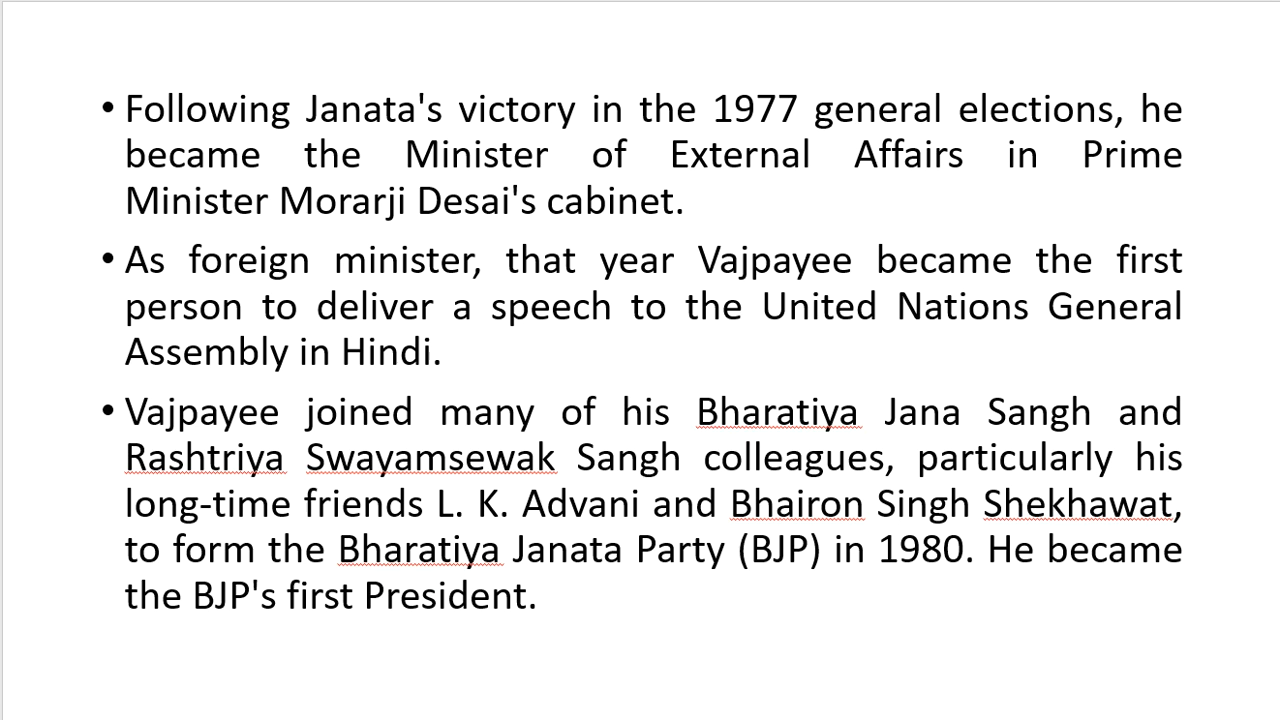 • Following Janata's victory in the 1977 general elections, he
became the Minister of External Affairs in Prime
Minister Morarji Desai's cabinet.
• As foreign minister, that year Vajpayee became the first
person to deliver a speech to the United Nations General
Assembly in Hindi.
• Vajpayee joined many of his Bharatiya Jana Sangh and
Rashtriya Swayamsewak Sangh colleagues, particularly his
long-time friends L. K. Advani and Bhairon Singh Shekhawat,
to form the Bharatiya Janata Party (BJP) in 1980. He became
the BJP's first President.